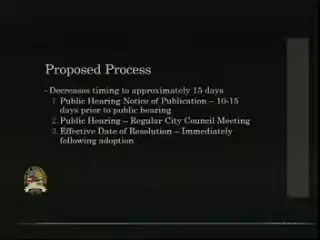 Proposed Process
- Decreases timing to approximately 15 days
1. Public Hearing Notice of Publication – 10-15
days prior to public hearing
2. Public Hearing – Regular City Council Meeting
3. Effective Date of Resolution – Immediately
following adoption